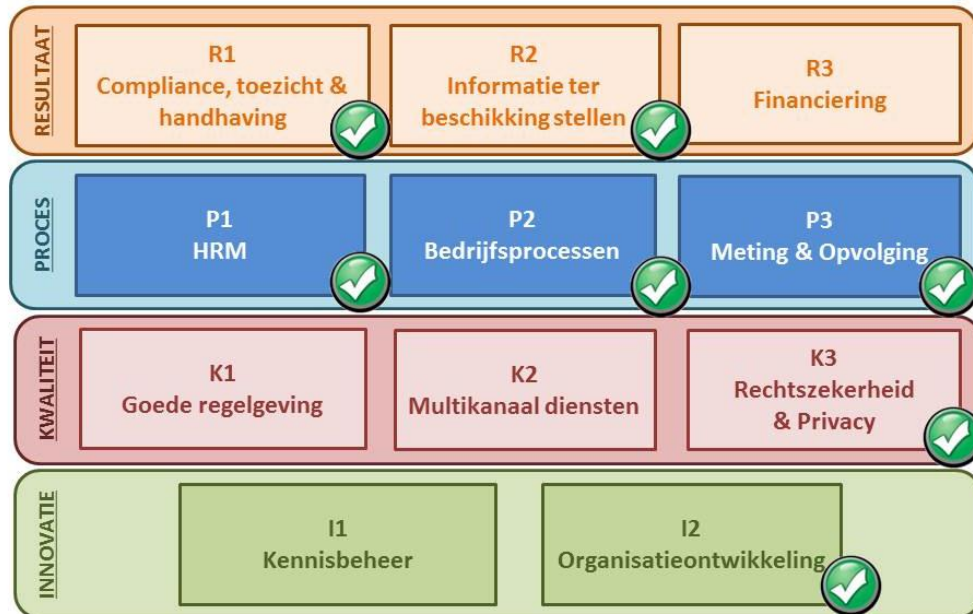 RESULTAAT
R1
Compliance, toezicht &
handhaving
R2
Informatie ter
beschikking stellen
R3
Financiering
PROCES
P1
HRM
P2
Bedrijfsprocessen
P3
Meting & Opvolging
KWALITEIT
K1
Goede regelgeving
K2
Multikanaal diensten
K3
Rechtszekerheid
& Privacy
INNOVATIE
I1
Kennisbeheer
I2
Organisatieontwikkeling